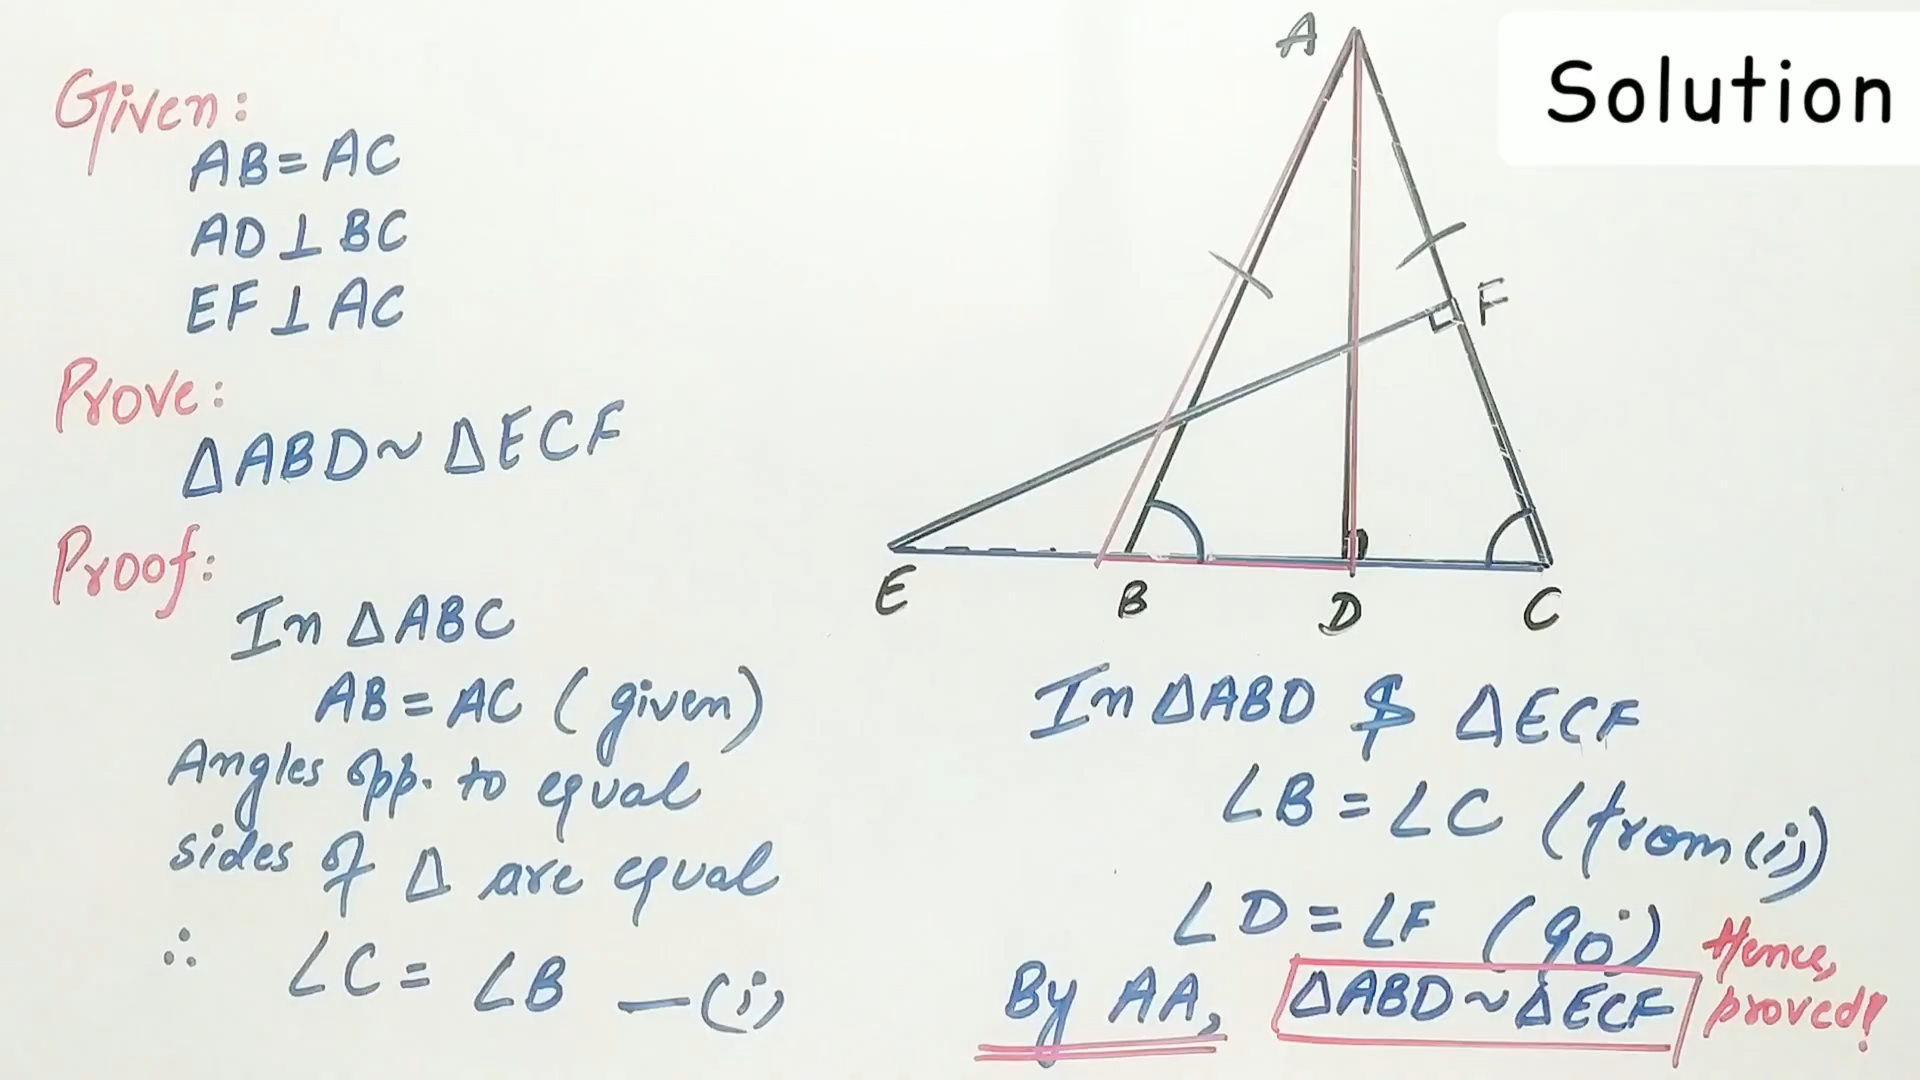 Solution
Given:
AB = AC
AD ⊥ BC
EF ⊥ AC
Prove:
ΔABD ~ ΔECF
Proof:
In ΔABC
AB = AC (given)
Angles opp. to equal
sides of Δ are equal
∴ ∠C = ∠B —(i)
A
F
E
B
D
C
In ΔABD & ΔECF
∠B = ∠C (from (i))
∠D = ∠F (90°)
By AA, ΔABD ~ ΔECF
Hence,
proved!